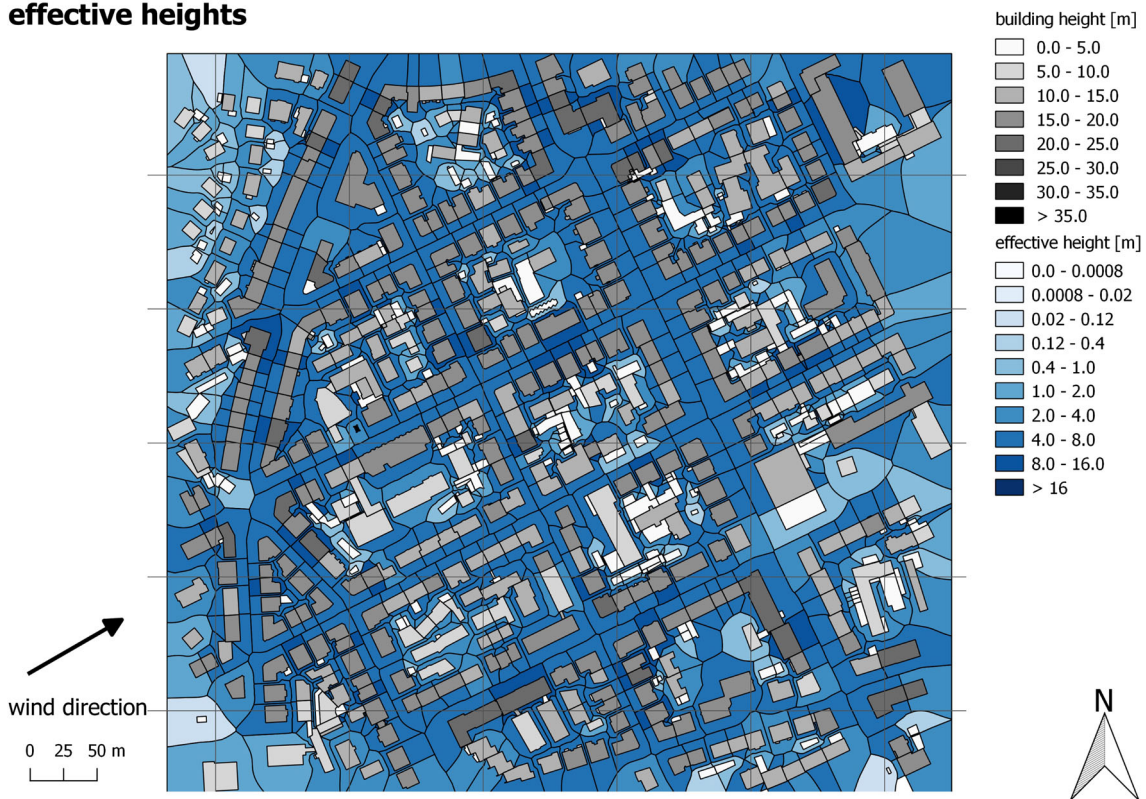 effective heights
building height [m]
0.0 - 5.0
5.0 - 10.0
10.0 - 15.0
15.0 - 20.0
20.0 - 25.0
25.0 - 30.0
30.0 - 35.0
> 35.0
effective height [m]
0.0 - 0.0008
0.0008 - 0.02
0.02 - 0.12
0.12 - 0.4
0.4 - 1.0
1.0 - 2.0
2.0 - 4.0
4.0 - 8.0
8.0 - 16.0
> 16
wind direction
0 25 50 m
N